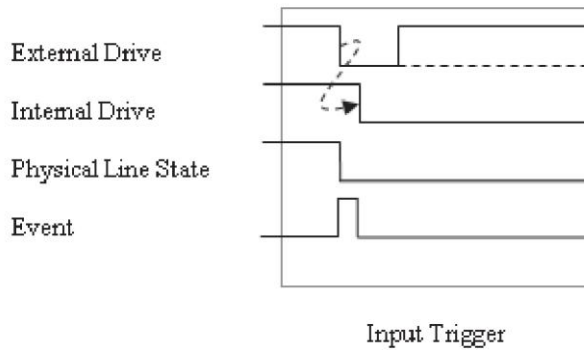 External Drive
Internal Drive
Physical Line State
Event
Input Trigger